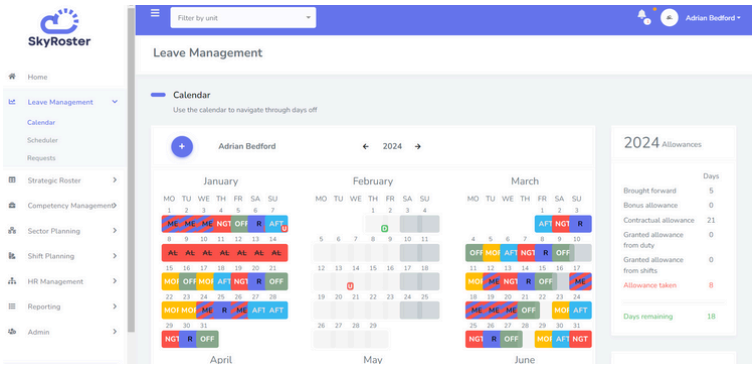 SkyRoster
Filter by unit
Adrian Bedford
Leave Management
Home
Leave Management
Calendar
Scheduler
Requests
Strategic Roster
Competency Management
Sector Planning
Shift Planning
HR Management
Reporting
Admin
Calendar
Use the calendar to navigate through days off
+ Adrian Bedford ← 2024 →
January
MO TU WE TH FR SA SU
1 2 3 4 5 6 7
ME ME ME NGT OFF R AFT
U
8 9 10 11 12 13 14
15 16 17 18 19 20 21
MOI OFF MOI AFT NGT R OFF
22 23 24 25 26 27 28
MOI MOI ME R ME AFT AFT
29 30 31
NGT R OFF
February
MO TU WE TH FR SA SU
1 2 3 4
D
5 6 7 8 9 10 11
12 13 14 15 16 17 18
U
19 20 21 22 23 24 25
26 27 28 29
March
MO TU WE TH FR SA SU
1 2 3
AFT NGT R
4 5 6 7 8 9 10
OFF MOI AFT NGT R OFF
11 12 13 14 15 16 17
MOI ME NGT R OFF ME
18 19 20 21 22 23 24
ME ME ME OFF MOI AFT
25 26 27 28 29 30 31
NGT R OFF MOI AFT NGT
April
May
June
2024 Allowances
Days
Brought forward 5
Bonus allowance 0
Contractual allowance 21
Granted allowance from duty 0
Granted allowance from shifts 0
Allowance taken 8
Days remaining 18